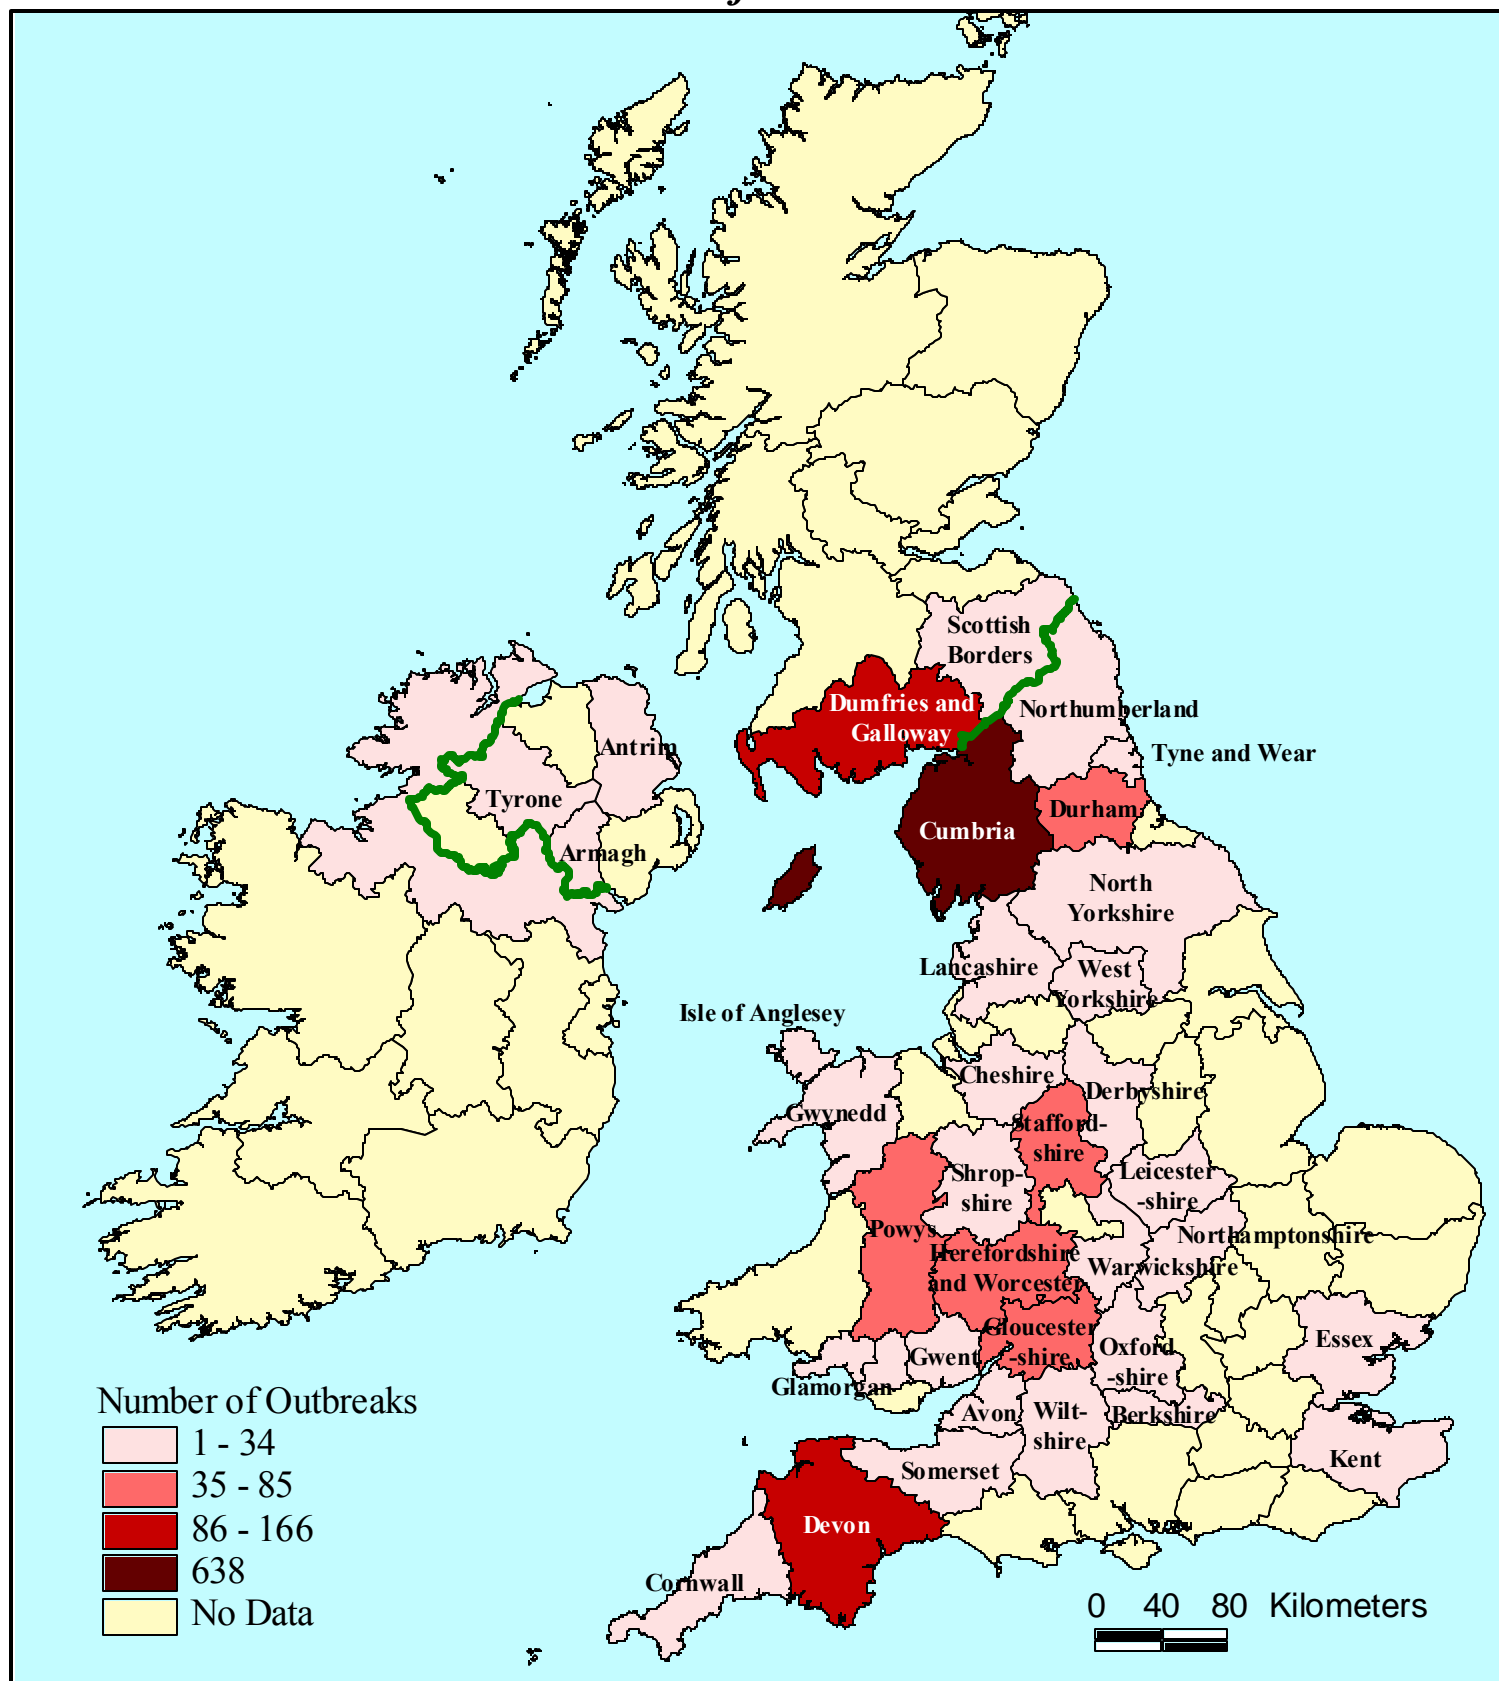 Scottish
Borders
Dumfries and
Galloway
Northumberland
Tyne and Wear
Antrim
Tyrone
Durham
Cumbria
Armagh
North
Yorkshire
Lancashire
West
Yorkshire
Isle of Anglesey
Cheshire
Derbyshire
Gwynedd
Stafford-
shire
Shrop-
shire
Leicester
-shire
Powys
Northamptonshire
Herefordshire
and Worcester
Warwickshire
Gloucester
-shire
Oxford
-shire
Essex
Gwent
Glamorgan
Avon
Wilt-
shire
Berkshire
Kent
Somerset
Devon
Cornwall
Number of Outbreaks
1 - 34
35 - 85
86 - 166
638
No Data
0 40 80 Kilometers